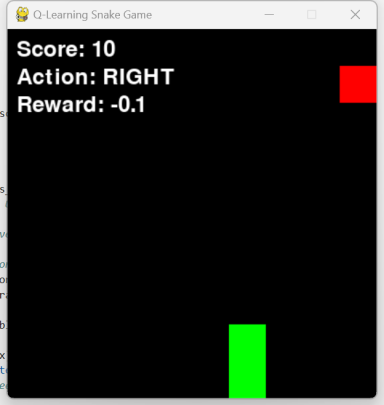 Q-Learning Snake Game
Score: 10
Action: RIGHT
Reward: -0.1